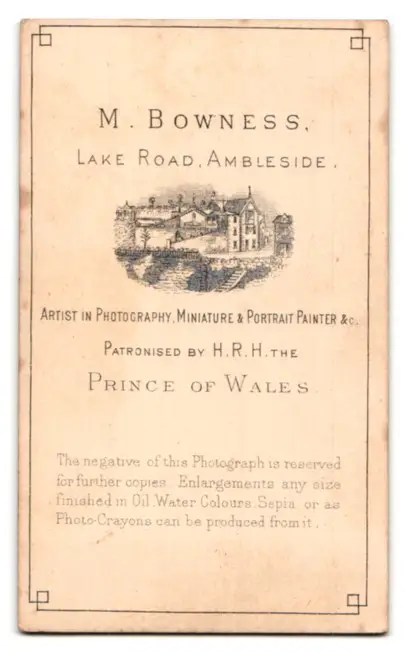 M. BOWNESS,
LAKE ROAD, AMBLESIDE.
ARTIST IN PHOTOGRAPHY, MINIATURE & PORTRAIT PAINTER &c.
PATRONISED BY H.R.H. THE
PRINCE OF WALES
The negative of this Photograph is reserved
for further copies. Enlargements any size
finished in Oil, Water Colours, Sepia or as
Photo-Crayons can be produced from it.